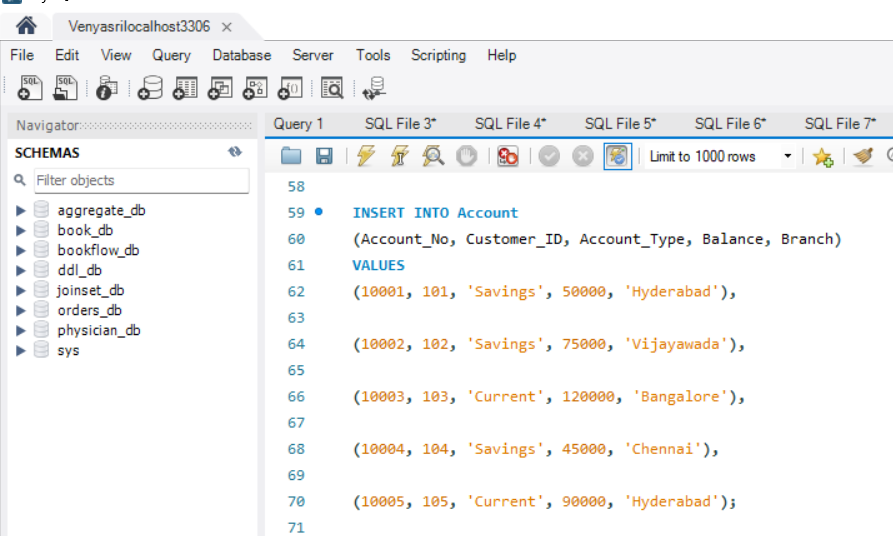 Venyasrilocalhost3306 ×
File Edit View Query Database Server Tools Scripting Help
Navigator
Query 1 SQL File 3* SQL File 4* SQL File 5* SQL File 6* SQL File 7*
SCHEMAS
Limit to 1000 rows
Filter objects
aggregate_db
book_db
bookflow_db
ddl_db
joinset_db
orders_db
physician_db
sys
58
59 INSERT INTO Account
60 (Account_No, Customer_ID, Account_Type, Balance, Branch)
61 VALUES
62 (10001, 101, 'Savings', 50000, 'Hyderabad'),
63
64 (10002, 102, 'Savings', 75000, 'Vijayawada'),
65
66 (10003, 103, 'Current', 120000, 'Bangalore'),
67
68 (10004, 104, 'Savings', 45000, 'Chennai'),
69
70 (10005, 105, 'Current', 90000, 'Hyderabad');
71